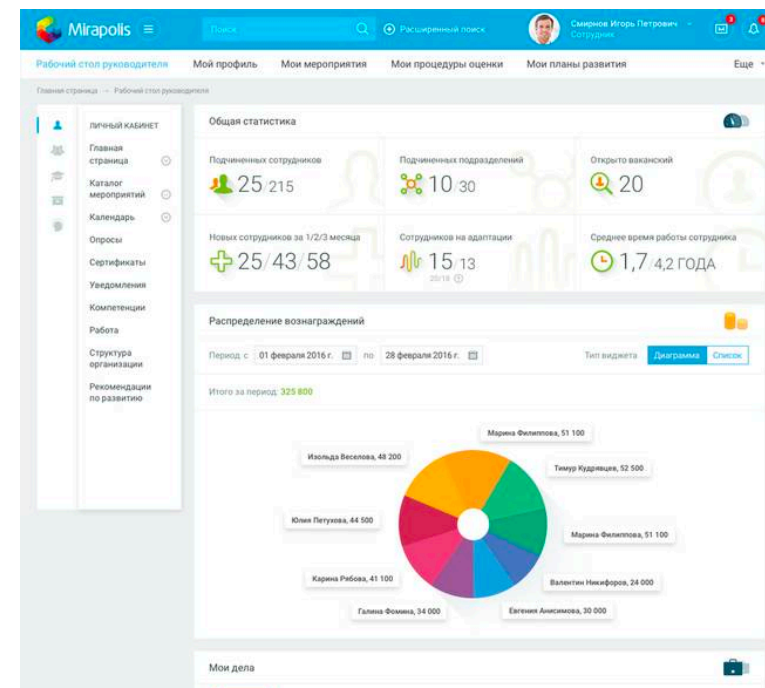 Mirapolis
Поиск
Расширенный поиск
Смирнов Игорь Петрович
Сотрудник
3
Рабочий стол руководителя
Мой профиль
Мои мероприятия
Мои процедуры оценки
Мои планы развития
Еще
Главная страница → Рабочий стол руководителя
ЛИЧНЫЙ КАБИНЕТ
Главная
страница
Каталог
мероприятий
Календарь
Опросы
Сертификаты
Уведомления
Компетенции
Работа
Структура
организации
Рекомендации
по развитию
Общая статистика
Подчиненных сотрудников
25/215
Подчиненных подразделений
10/30
Открыто ваканский
20
Новых сотрудников за 1/2/3 месяца
25/43/58
Сотрудников на адаптации
15/13
20/18
Среднее время работы сотрудника
1,7/4,2 ГОДА
Распределение вознаграждений
Период с 01 февраля 2016 г. по 28 февраля 2016 г.
Тип виджета Диаграмма Список
Итого за период: 325 800
Марина Филиппова, 51 100
Изольда Веселова, 48 200
Тимур Кудрявцев, 52 500
Юлия Петухова, 44 500
Марина Филиппова, 51 100
Карина Рябова, 41 100
Валентин Никифоров, 24 000
Галина Фомина, 34 000
Евгения Анисимова, 30 000
Мои дела